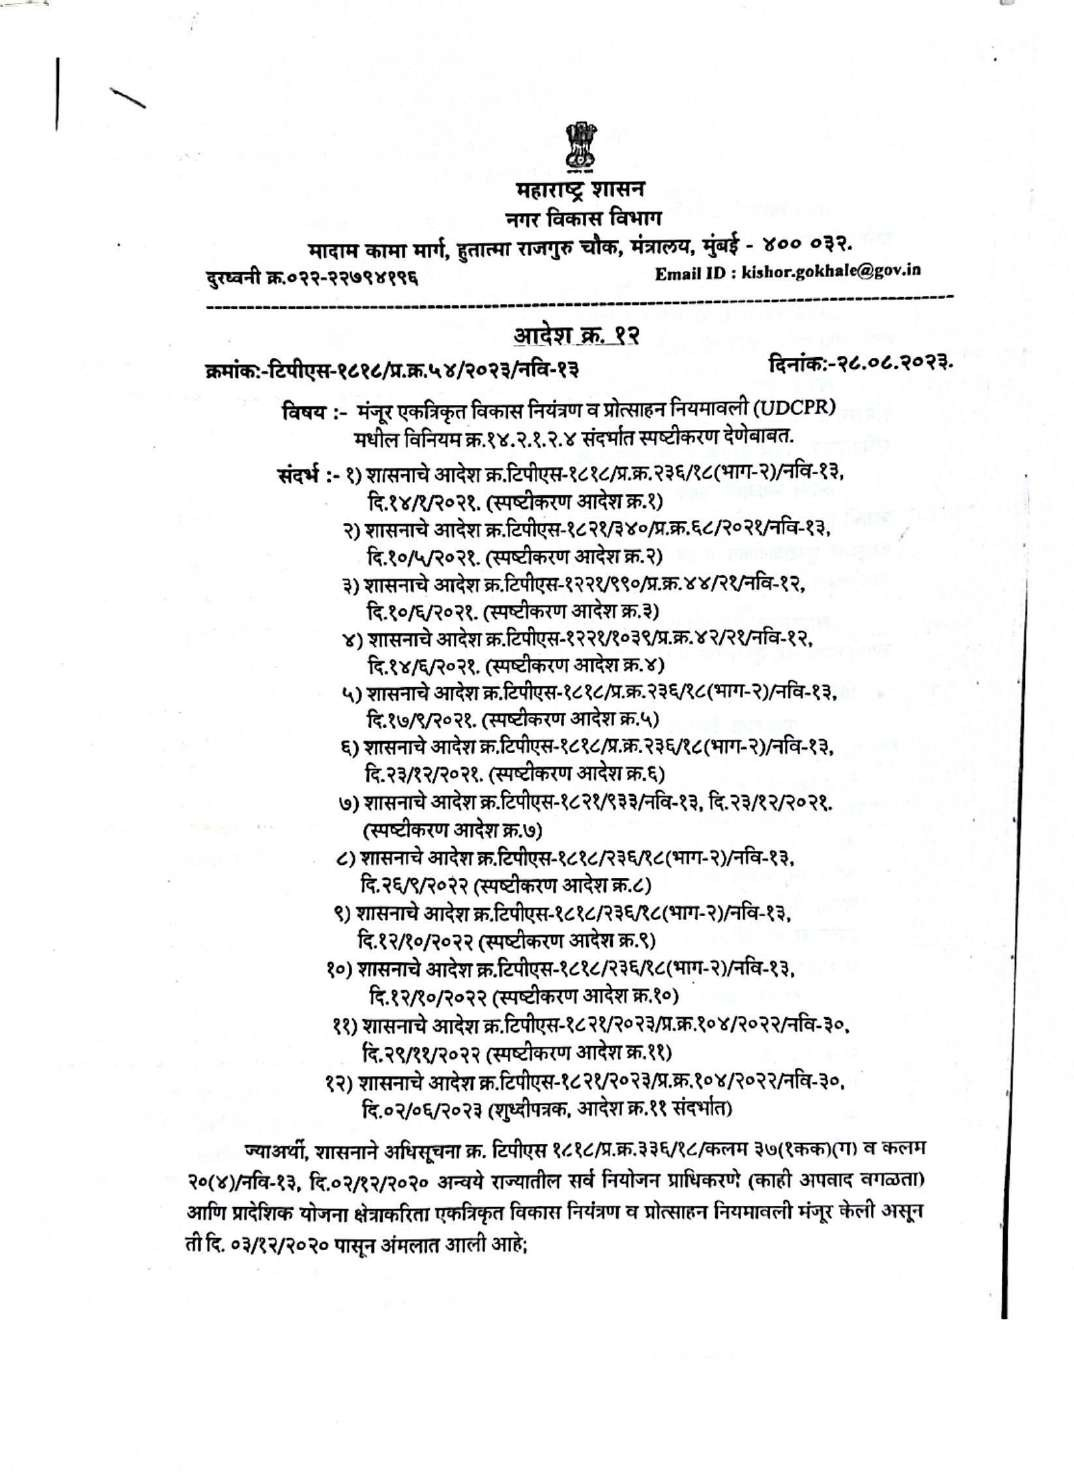 महाराष्ट्र शासन
नगर विकास विभाग
मादाम कामा मार्ग, हुतात्मा राजगुरु चौक, मंत्रालय, मुंबई - ४०० ०३२.
दुरध्वनी क्र.०२२-२२७९४१९६ Email ID : kishor.gokhale@gov.in
आदेश क्र. १२
क्रमांक:-टिपीएस-१८१८/प्र.क्र.५४/२०२३/नवि-१३ दिनांक:-२८.०८.२०२३.
विषय :- मंजूर एकत्रिकृत विकास नियंत्रण व प्रोत्साहन नियमावली (UDCPR)
मधील विनियम क्र.१४.२.१.२.४ संदर्भात स्पष्टीकरण देणेबाबत.
संदर्भ :- १) शासनाचे आदेश क्र.टिपीएस-१८१८/प्र.क्र.२३६/१८(भाग-२)/नवि-१३,
दि.१४/१/२०२१. (स्पष्टीकरण आदेश क्र.१)
२) शासनाचे आदेश क्र.टिपीएस-१८२१/३४०/प्र.क्र.६८/२०२१/नवि-१३,
दि.१०/५/२०२१. (स्पष्टीकरण आदेश क्र.२)
३) शासनाचे आदेश क्र.टिपीएस-१२२१/९९०/प्र.क्र.४४/२१/नवि-१२,
दि.१०/६/२०२१. (स्पष्टीकरण आदेश क्र.३)
४) शासनाचे आदेश क्र.टिपीएस-१२२१/१०३९/प्र.क्र.४२/२१/नवि-१२,
दि.१४/६/२०२१. (स्पष्टीकरण आदेश क्र.४)
५) शासनाचे आदेश क्र.टिपीएस-१८१८/प्र.क्र.२३६/१८(भाग-२)/नवि-१३,
दि.१७/९/२०२१. (स्पष्टीकरण आदेश क्र.५)
६) शासनाचे आदेश क्र.टिपीएस-१८१८/प्र.क्र.२३६/१८(भाग-२)/नवि-१३,
दि.२३/१२/२०२१. (स्पष्टीकरण आदेश क्र.६)
७) शासनाचे आदेश क्र.टिपीएस-१८२१/९३३/नवि-१३, दि.२३/१२/२०२१.
(स्पष्टीकरण आदेश क्र.७)
८) शासनाचे आदेश क्र.टिपीएस-१८१८/२३६/१८(भाग-२)/नवि-१३,
दि.२६/९/२०२२ (स्पष्टीकरण आदेश क्र.८)
९) शासनाचे आदेश क्र.टिपीएस-१८१८/२३६/१८(भाग-२)/नवि-१३,
दि.१२/१०/२०२२ (स्पष्टीकरण आदेश क्र.९)
१०) शासनाचे आदेश क्र.टिपीएस-१८१८/२३६/१८(भाग-२)/नवि-१३,
दि.१२/१०/२०२२ (स्पष्टीकरण आदेश क्र.१०)
११) शासनाचे आदेश क्र.टिपीएस-१८२१/२०२३/प्र.क्र.१०४/२०२२/नवि-३०,
दि.२९/११/२०२२ (स्पष्टीकरण आदेश क्र.११)
१२) शासनाचे आदेश क्र.टिपीएस-१८२१/२०२३/प्र.क्र.१०४/२०२२/नवि-३०,
दि.०२/०६/२०२३ (शुध्दीपत्रक, आदेश क्र.११ संदर्भात)
ज्याअर्थी, शासनाने अधिसूचना क्र. टिपीएस १८१८/प्र.क्र.३३६/१८/कलम ३७(१कक)(ग) व कलम
२०(४)/नवि-१३, दि.०२/१२/२०२० अन्वये राज्यातील सर्व नियोजन प्राधिकरणे (काही अपवाद वगळता)
आणि प्रादेशिक योजना क्षेत्राकरिता एकत्रिकृत विकास नियंत्रण व प्रोत्साहन नियमावली मंजूर केली असून
ती दि. ०३/१२/२०२० पासून अंमलात आली आहे;